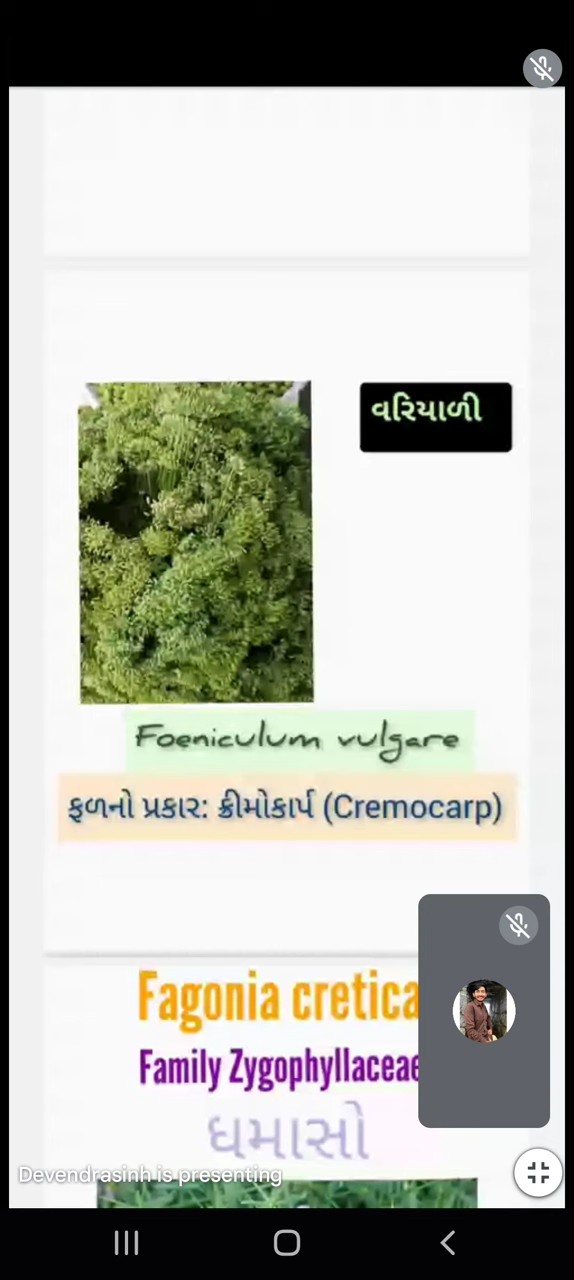 વરિયાળી
Foeniculum vulgare
ફળનો પ્રકાર: ક્રીમોકાર્પ (Cremocarp)
Fagonia cretica
Family Zygophyllaceae
ધમાસો
Devendrasinh is presenting